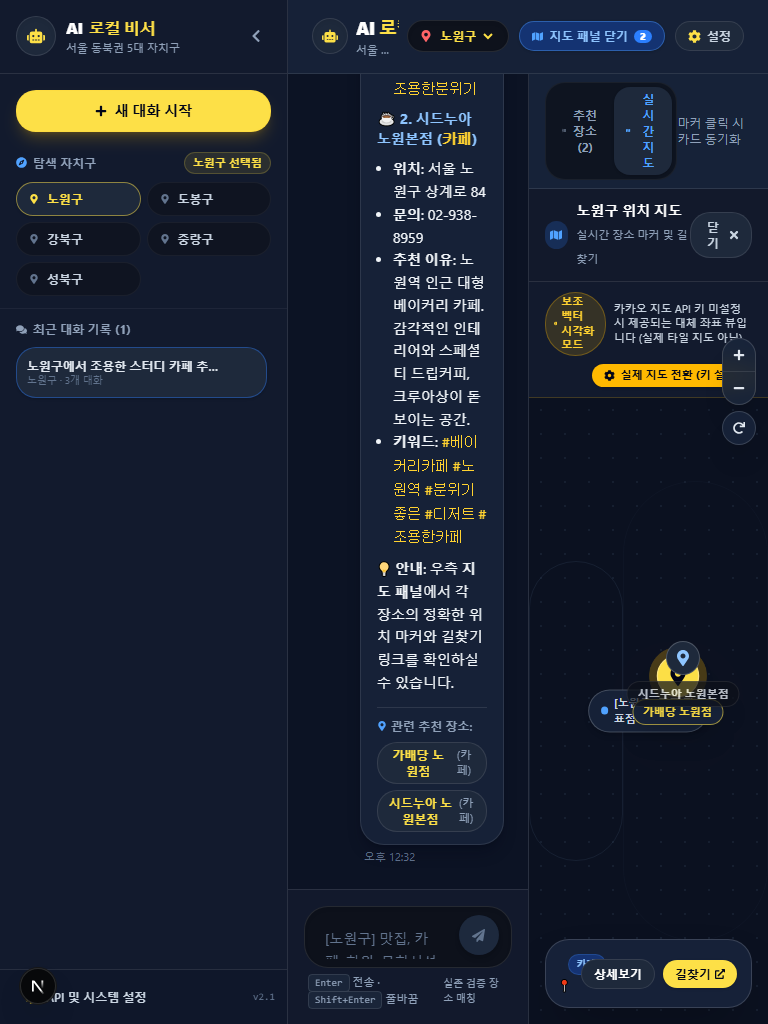 AI 로컬 비서
서울 동북권 5대 자치구
+ 새 대화 시작
탐색 자치구
노원구 선택됨
노원구
도봉구
강북구
중랑구
성북구
최근 대화 기록 (1)
노원구에서 조용한 스터디 카페 추...
노원구 · 3개 대화
N
API 및 시스템 설정
v2.1
AI 로
서울 ...
노원구
지도 패널 닫기 2
설정
조용한분위기
☕ 2. 시드누아
노원본점 (카페)
• 위치: 서울 노
원구 상계로 84
• 문의: 02-938-
8959
• 추천 이유: 노
원역 인근 대형
베이커리 카페.
감각적인 인테
리어와 스페셜
티 드립커피,
크루아상이 돋
보이는 공간.
• 키워드: #베이
커리카페 #노
원역 #분위기
좋은 #디저트 #
조용한카페
💡 안내: 우측 지
도 패널에서 각
장소의 정확한 위
치 마커와 길찾기
링크를 확인하실
수 있습니다.
관련 추천 장소:
가배당 노
원점
(카
페)
시드누아 노
원본점
(카
페)
오후 12:32
[노원구] 맛집, 카
Enter 전송 ·
Shift+Enter 줄바꿈
실존 검증 장
소 매칭
추천
장소
(2)
실
시
간
지
도
마커 클릭 시
카드 동기화
노원구 위치 지도
실시간 장소 마커 및 길
찾기
닫
기 ✕
보조
벡터
시각화
모드
카카오 지도 API 키 미설정
시 제공되는 대체 좌표 뷰입
니다 (실제 타일 지도 아님)
실제 지도 전환 (키 설
+
−
시드누아 노원본점
[노
표점
가배당 노원점
상세보기
길찾기